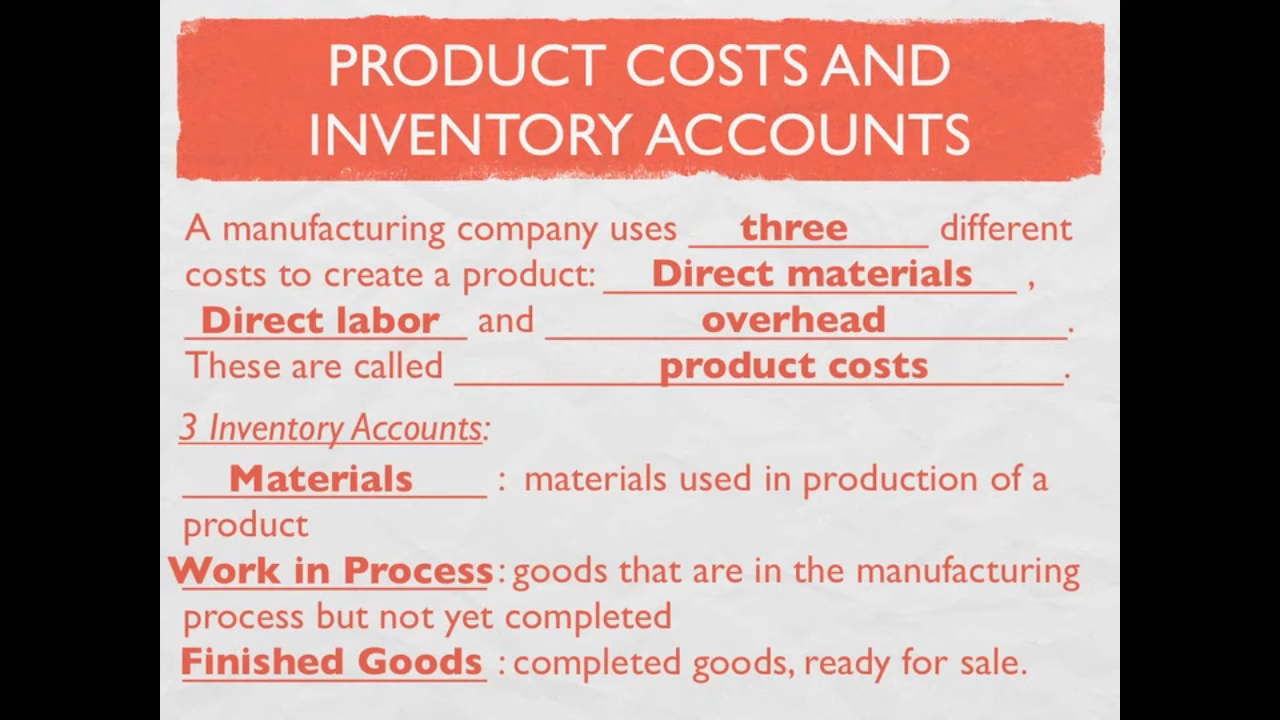 PRODUCT COSTS AND
INVENTORY ACCOUNTS
A manufacturing company uses three different
costs to create a product: Direct materials ,
Direct labor and overhead.
These are called product costs.
3 Inventory Accounts:
Materials : materials used in production of a
product
Work in Process: goods that are in the manufacturing
process but not yet completed
Finished Goods : completed goods, ready for sale.